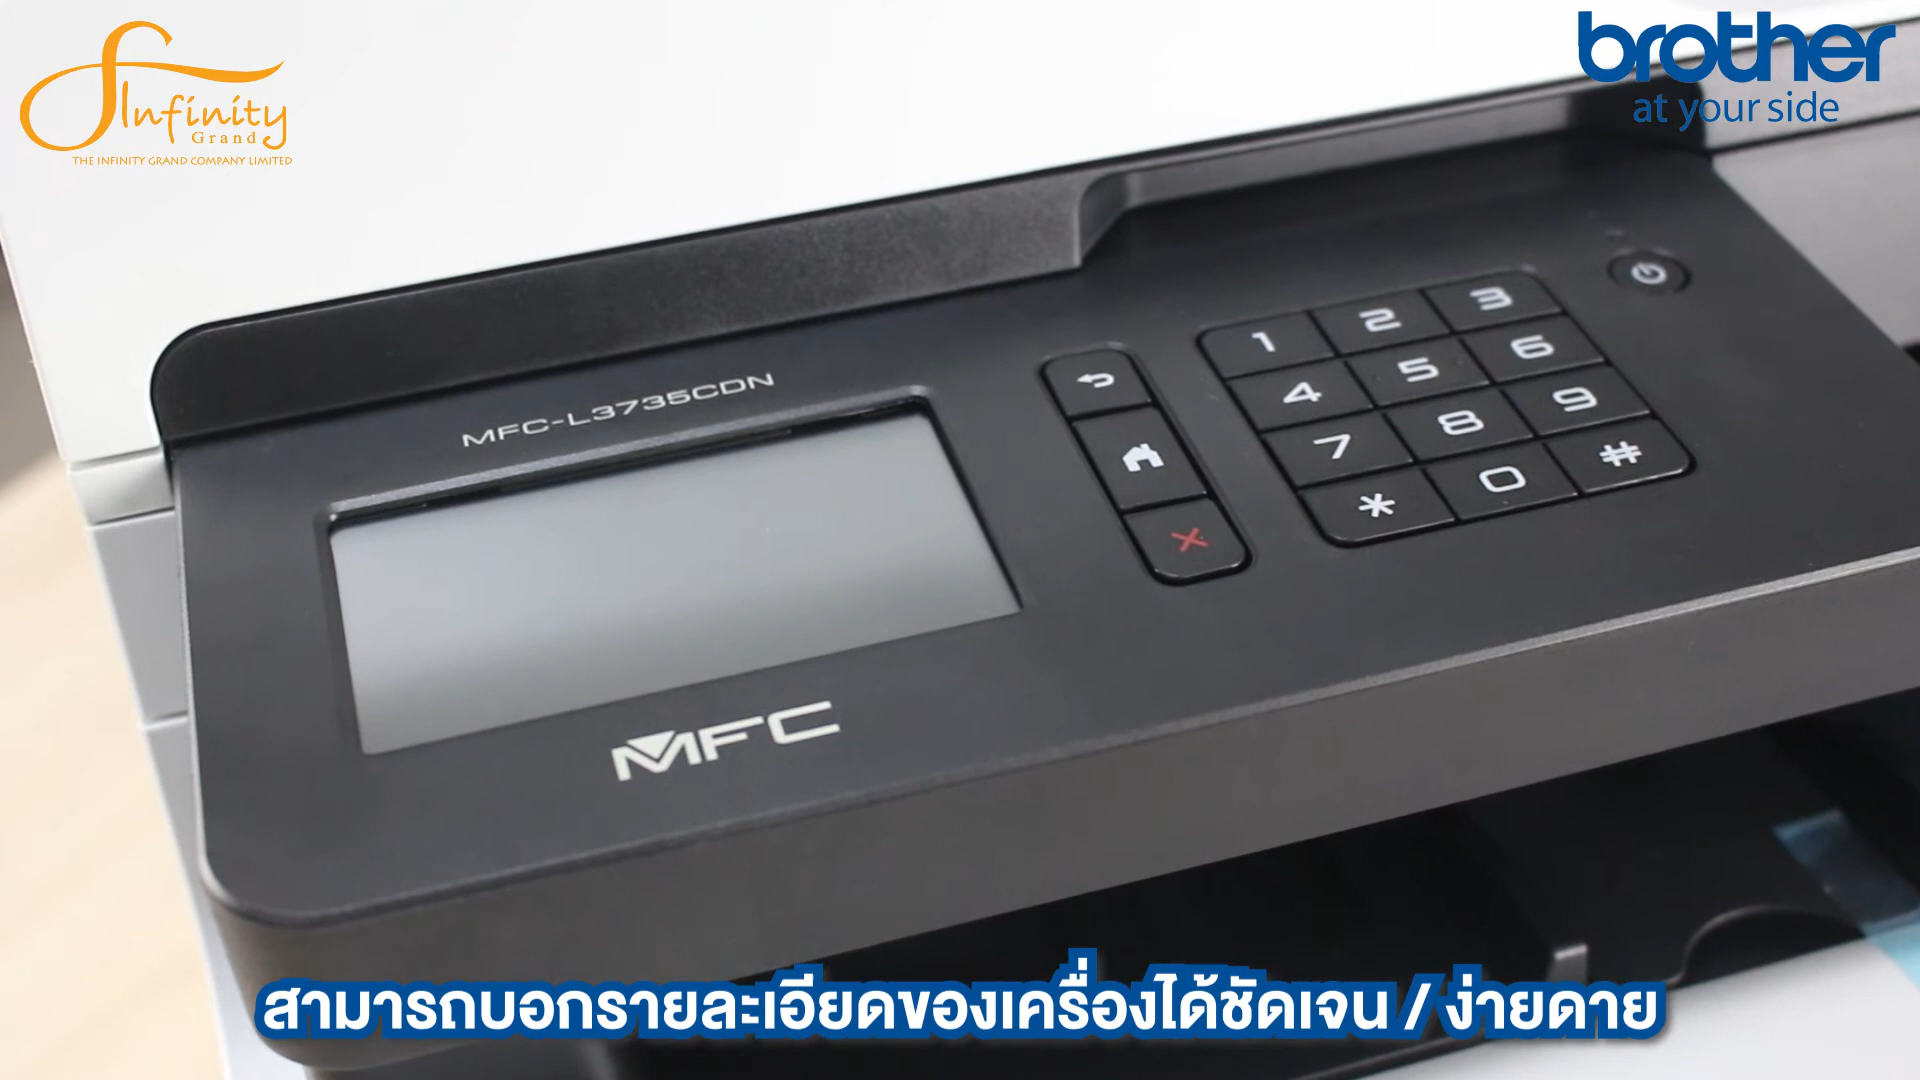 Infinity
Grand
THE INFINITY GRAND COMPANY LIMITED
brother
at your side
MFC-L3735CDN
1 2 3
4 5 6
7 8 9
* 0 #
MFC
สามารถบอกรายละเอียดของเครื่องได้ชัดเจน / ง่ายดาย